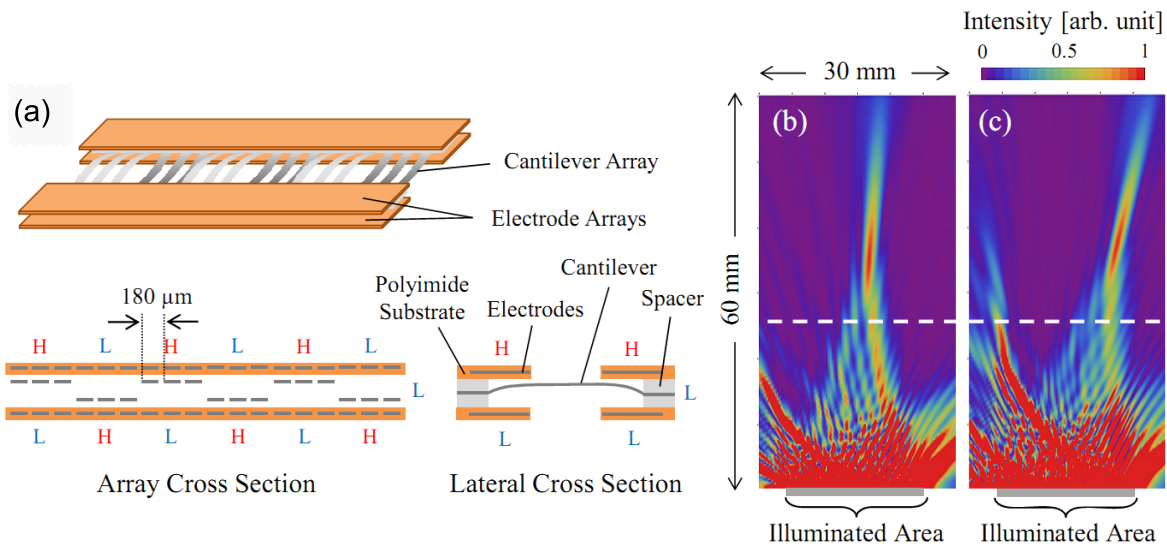 (a)
Cantilever Array
Electrode Arrays
180 μm
H L H L H L
L H L H L H
Array Cross Section
Polyimide
Substrate
Electrodes
Cantilever
Spacer
H H
L
L L
Lateral Cross Section
Intensity [arb. unit]
0 0.5 1
30 mm
60 mm
(b)
(c)
Illuminated Area
Illuminated Area